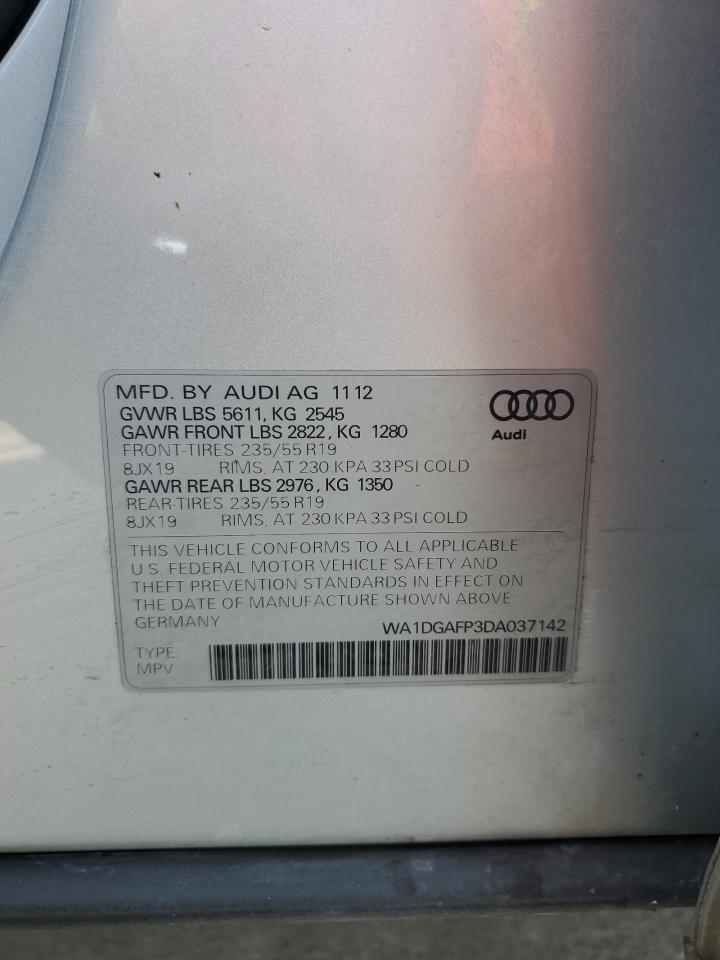 MFD. BY AUDI AG 11 12
GVWR LBS 5611, KG 2545
GAWR FRONT LBS 2822, KG 1280
FRONT-TIRES 235/55 R19
8JX19 RIMS, AT 230 KPA 33 PSI COLD
GAWR REAR LBS 2976, KG 1350
REAR-TIRES 235/55 R19
8JX19 RIMS, AT 230 KPA 33 PSI COLD
Audi
THIS VEHICLE CONFORMS TO ALL APPLICABLE
U.S. FEDERAL MOTOR VEHICLE SAFETY AND
THEFT PREVENTION STANDARDS IN EFFECT ON
THE DATE OF MANUFACTURE SHOWN ABOVE
GERMANY WA1DGAFP3DA037142
TYPE:
MPV